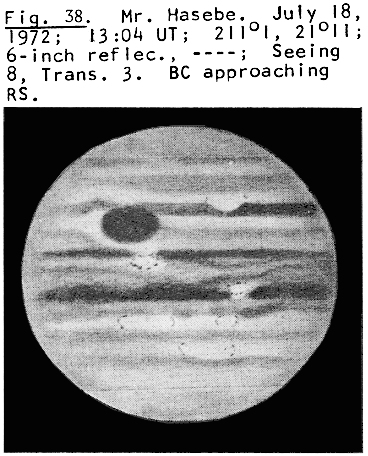 Fig. 38. Mr. Hasebe. July 18,
1972; 13:04 UT; 211°1, 21°11;
6-inch reflec., ----; Seeing
8, Trans. 3. BC approaching
RS.